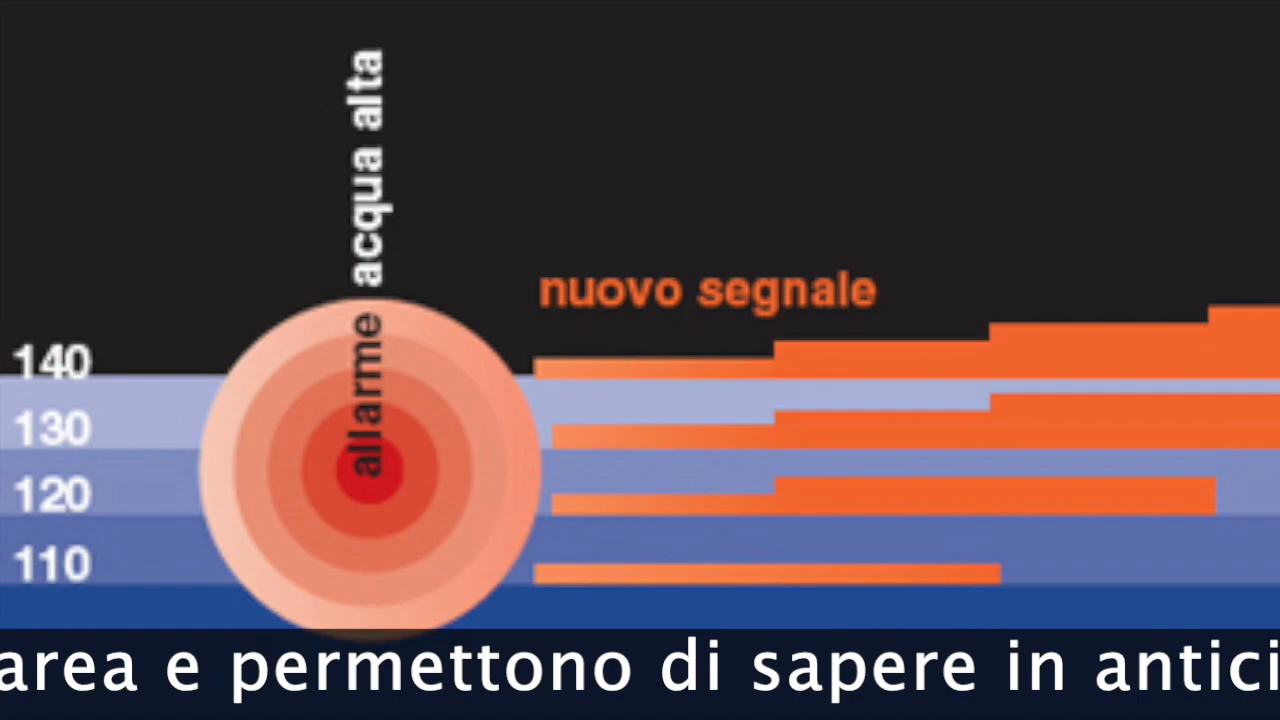 allarme acqua alta
nuovo segnale
140
130
120
110
area e permettono di sapere in antici